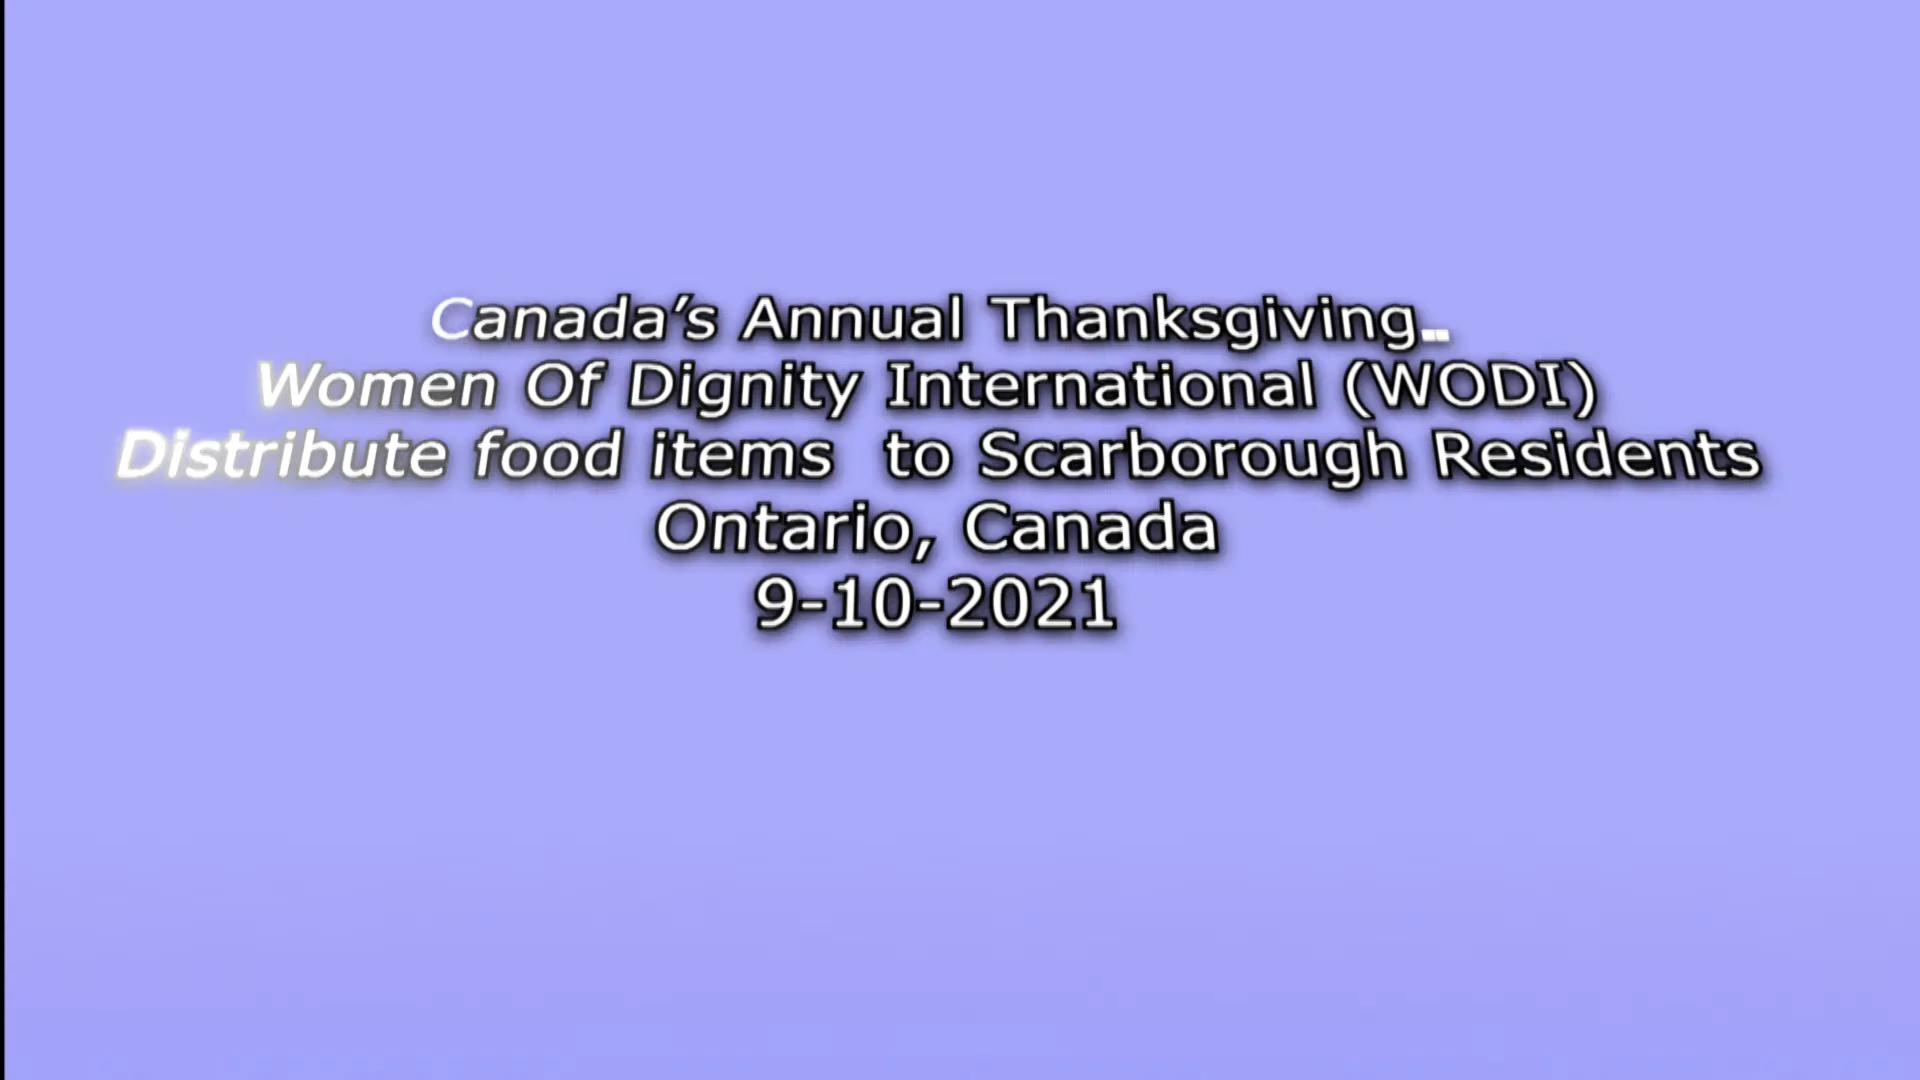 Canada’s Annual Thanksgiving..
Women Of Dignity International (WODI)
Distribute food items to Scarborough Residents
Ontario, Canada
9-10-2021